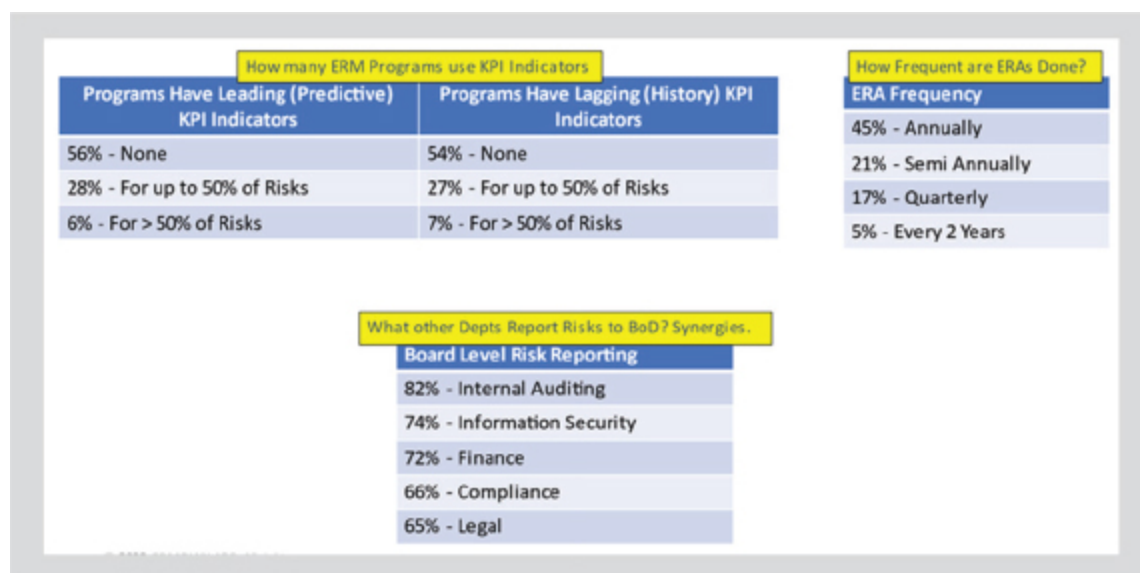 How many ERM Programs use KPI Indicators
Programs Have Leading (Predictive)
KPI Indicators
Programs Have Lagging (History) KPI
Indicators
56% - None
54% - None
28% - For up to 50% of Risks
27% - For up to 50% of Risks
6% - For > 50% of Risks
7% - For > 50% of Risks
How Frequent are ERAs Done?
ERA Frequency
45% - Annually
21% - Semi Annually
17% - Quarterly
5% - Every 2 Years
What other Depts Report Risks to BoD? Synergies.
Board Level Risk Reporting
82% - Internal Auditing
74% - Information Security
72% - Finance
66% - Compliance
65% - Legal